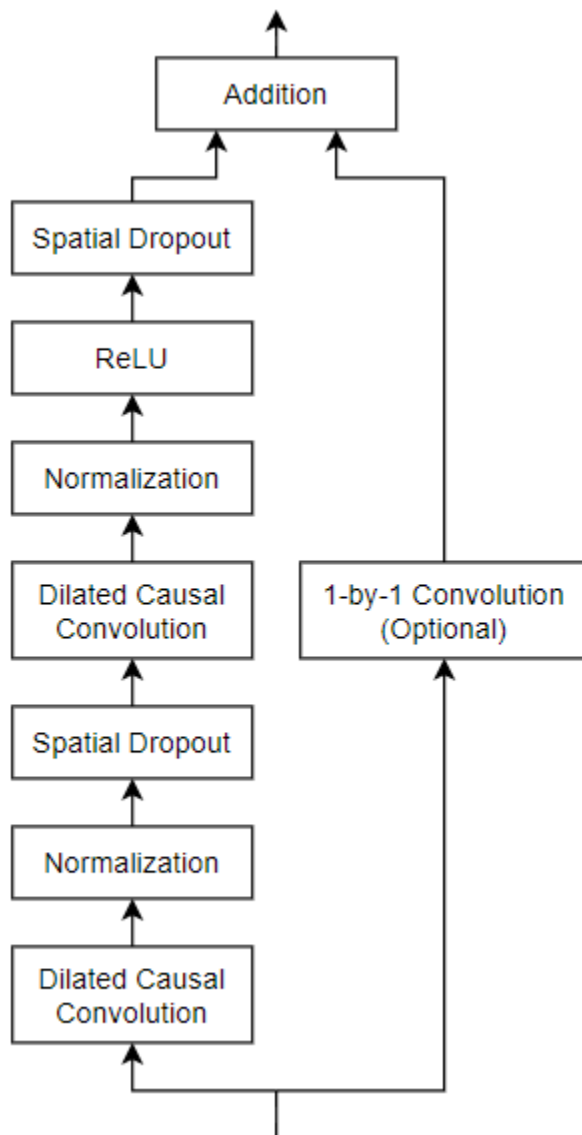 Addition
Spatial Dropout
ReLU
Normalization
Dilated Causal
Convolution
1-by-1 Convolution
(Optional)
Spatial Dropout
Normalization
Dilated Causal
Convolution